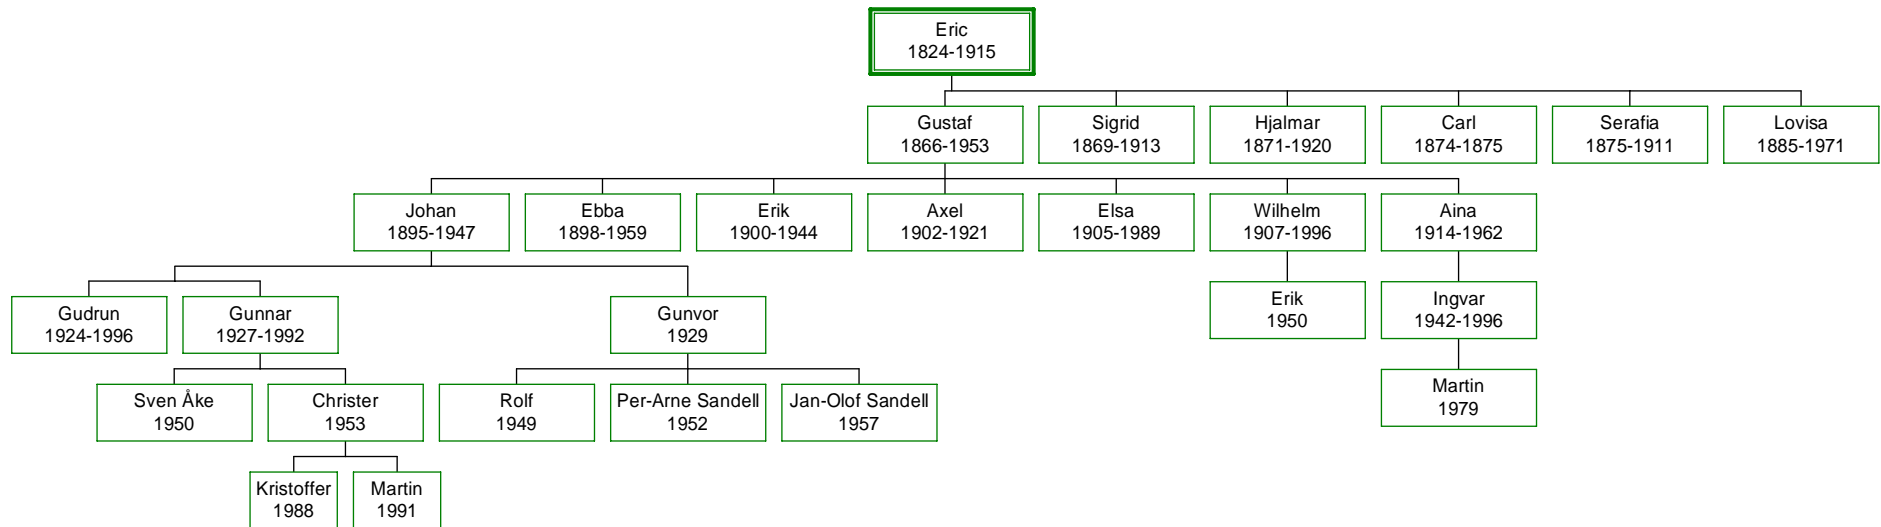 Eric
1824-1915
Gustaf
1866-1953
Sigrid
1869-1913
Hjalmar
1871-1920
Carl
1874-1875
Serafia
1875-1911
Lovisa
1885-1971
Johan
1895-1947
Ebba
1898-1959
Erik
1900-1944
Axel
1902-1921
Elsa
1905-1989
Wilhelm
1907-1996
Aina
1914-1962
Gudrun
1924-1996
Gunnar
1927-1992
Gunvor
1929
Erik
1950
Ingvar
1942-1996
Sven Åke
1950
Christer
1953
Rolf
1949
Per-Arne Sandell
1952
Jan-Olof Sandell
1957
Martin
1979
Kristoffer
1988
Martin
1991